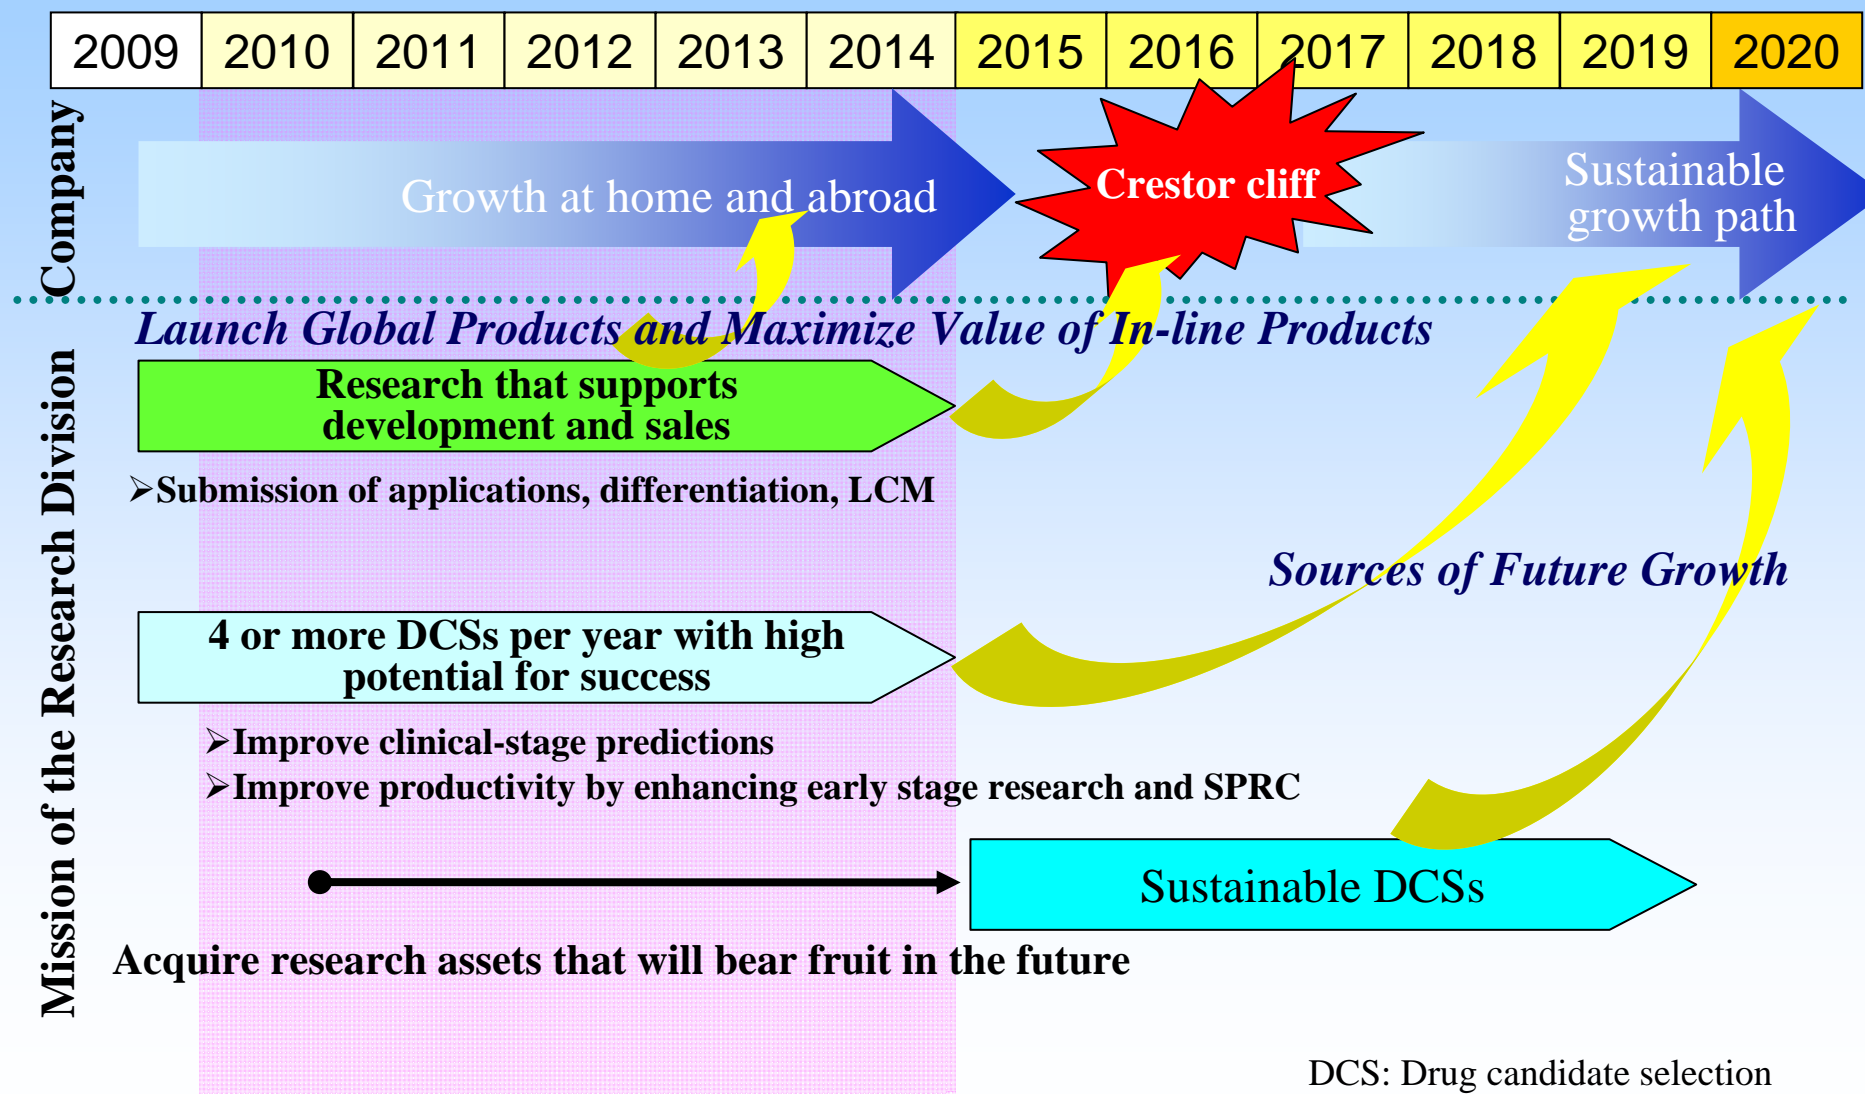 2009 2010 2011 2012 2013 2014 2015 2016 2017 2018 2019 2020
Company
Growth at home and abroad
Crestor cliff
Sustainable
growth path
Mission of the Research Division
Launch Global Products and Maximize Value of In-line Products
Research that supports
development and sales
➢Submission of applications, differentiation, LCM
Sources of Future Growth
4 or more DCSs per year with high
potential for success
➢Improve clinical-stage predictions
➢Improve productivity by enhancing early stage research and SPRC
Sustainable DCSs
Acquire research assets that will bear fruit in the future
DCS: Drug candidate selection